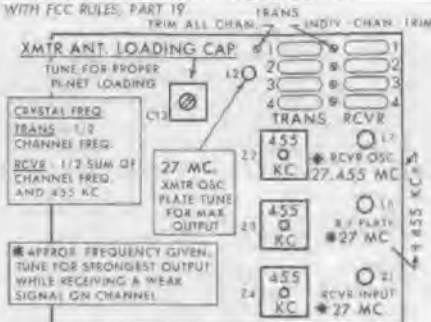 WITH FCC RULES, PART 19
TRANS
TRIM ALL CHAN.
INDIV CHAN. TRIM
XMTR ANT. LOADING CAP
TUNE FOR PROPER
PI-NET LOADING
L2
C13
1 1
2 2
3 3
4 4
TRANS RCVR
CRYSTAL FREQ
TRANS 1/2
CHANNEL FREQ.
RCVR 1/2 SUM OF
CHANNEL FREQ.
AND 455 KC
27 MC.
XMTR OSC.
PLATE TUNE
FOR MAX
OUTPUT
455
KC
L7
* RCVR OSC.
27.455 MC
455
KC
R F PLATE
*27 MC
455
KC
Z4
RCVR INPUT
*27 MC
455 KC
* APPROX FREQUENCY GIVEN.
TUNE FOR STRONGEST OUTPUT
WHILE RECEIVING A WEAK
SIGNAL ON CHANNEL